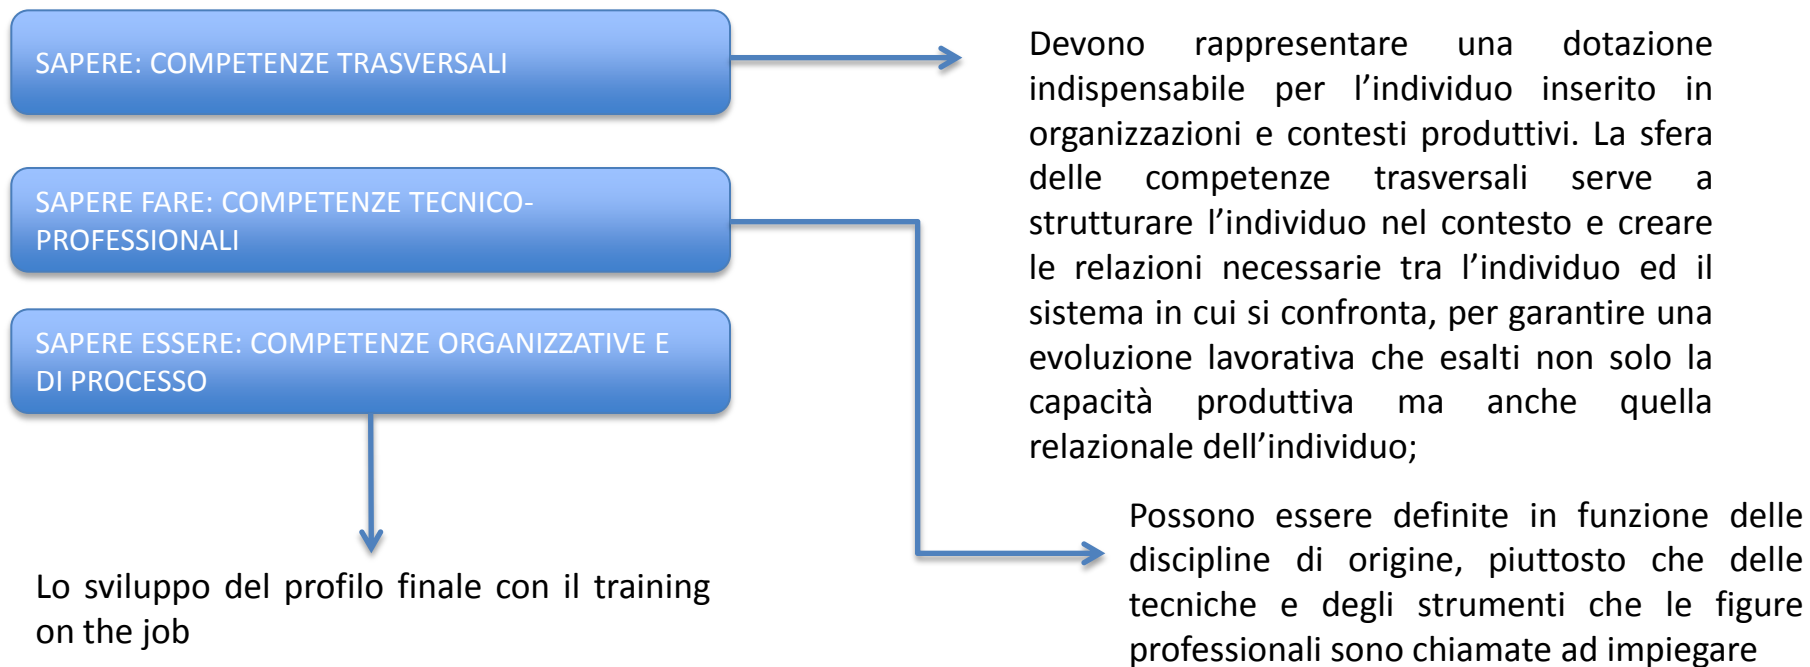 SAPERE: COMPETENZE TRASVERSALI
Devono rappresentare una dotazione
indispensabile per l’individuo inserito in
organizzazioni e contesti produttivi. La sfera
delle competenze trasversali serve a
strutturare l’individuo nel contesto e creare
le relazioni necessarie tra l’individuo ed il
sistema in cui si confronta, per garantire una
evoluzione lavorativa che esalti non solo la
capacità produttiva ma anche quella
relazionale dell’individuo;
SAPERE FARE: COMPETENZE TECNICO-
PROFESSIONALI
Possono essere definite in funzione delle
discipline di origine, piuttosto che delle
tecniche e degli strumenti che le figure
professionali sono chiamate ad impiegare
SAPERE ESSERE: COMPETENZE ORGANIZZATIVE E
DI PROCESSO
Lo sviluppo del profilo finale con il training
on the job